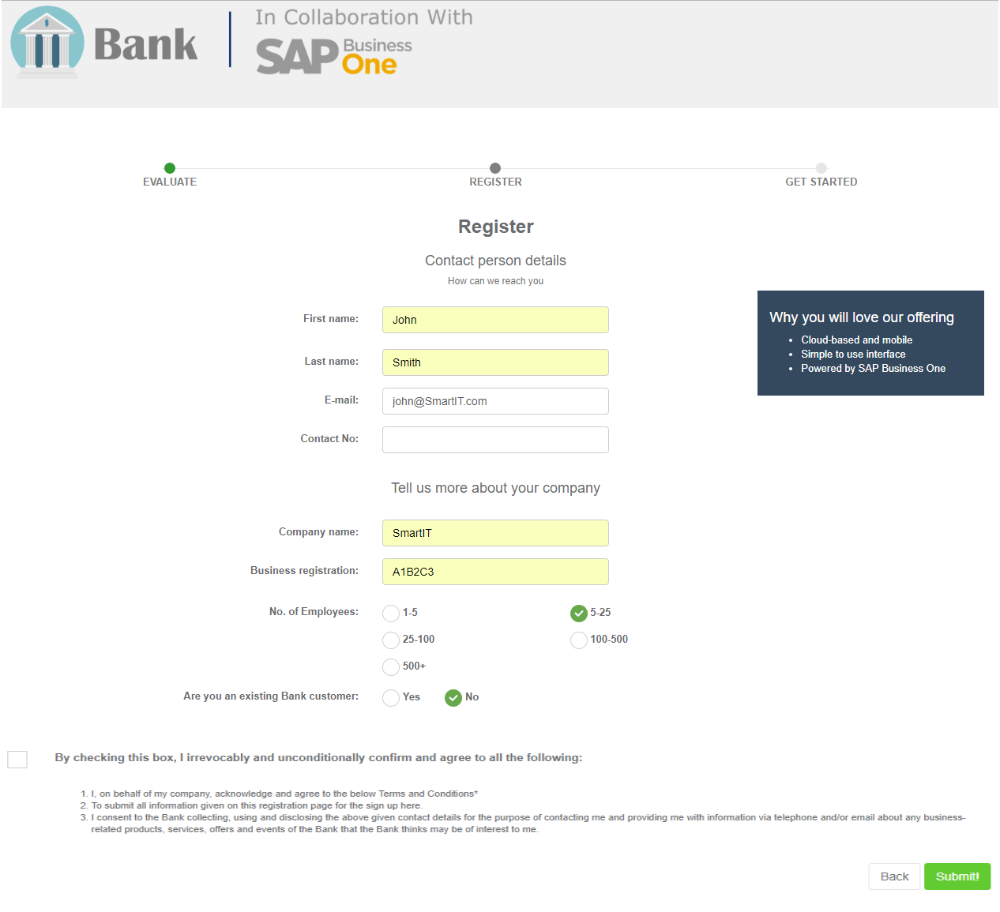 $
Bank
In Collaboration With
SAP Business One
EVALUATE
REGISTER
GET STARTED
Register
Contact person details
How can we reach you
First name: John
Last name: Smith
E-mail: john@SmartIT.com
Contact No:
Why you will love our offering
• Cloud-based and mobile
• Simple to use interface
• Powered by SAP Business One
Tell us more about your company
Company name: SmartIT
Business registration: A1B2C3
No. of Employees: 1-5 5-25
25-100 100-500
500+
Are you an existing Bank customer: Yes No
By checking this box, I irrevocably and unconditionally confirm and agree to all the following:
1. I, on behalf of my company, acknowledge and agree to the below Terms and Conditions*
2. To submit all information given on this registration page for the sign up here.
3. I consent to the Bank collecting, using and disclosing the above given contact details for the purpose of contacting me and providing me with information via telephone and/or email about any business-
related products, services, offers and events of the Bank that the Bank thinks may be of interest to me.
Back Submit!